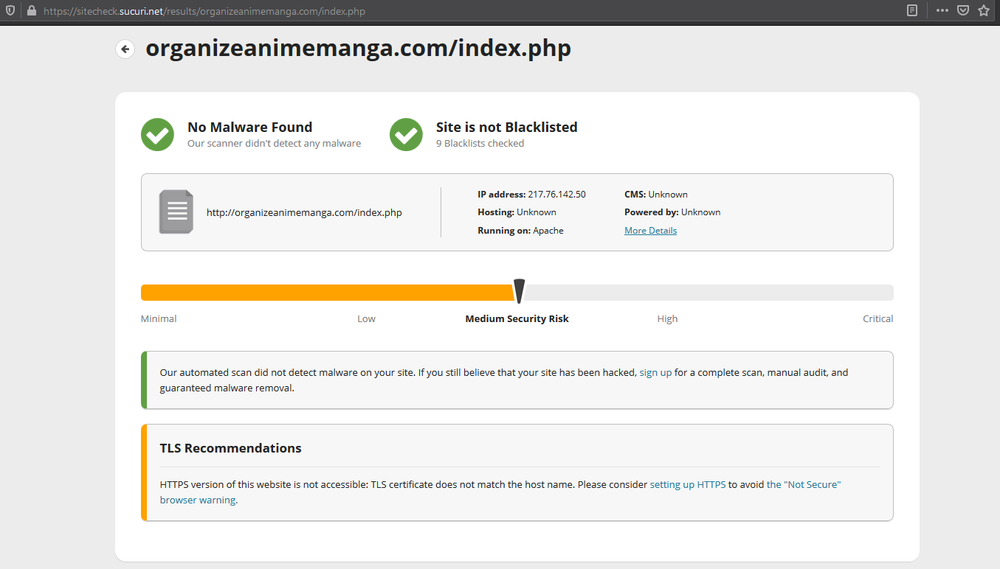 https://sitecheck.sucuri.net/results/organizeanimemanga.com/index.php
organizeanimemanga.com/index.php
No Malware Found
Our scanner didn't detect any malware
Site is not Blacklisted
9 Blacklists checked
http://organizeanimemanga.com/index.php
IP address: 217.76.142.50
Hosting: Unknown
Running on: Apache
CMS: Unknown
Powered by: Unknown
More Details
Minimal
Low
Medium Security Risk
High
Critical
Our automated scan did not detect malware on your site. If you still believe that your site has been hacked, sign up for a complete scan, manual audit, and
guaranteed malware removal.
TLS Recommendations
HTTPS version of this website is not accessible: TLS certificate does not match the host name. Please consider setting up HTTPS to avoid the "Not Secure"
browser warning.